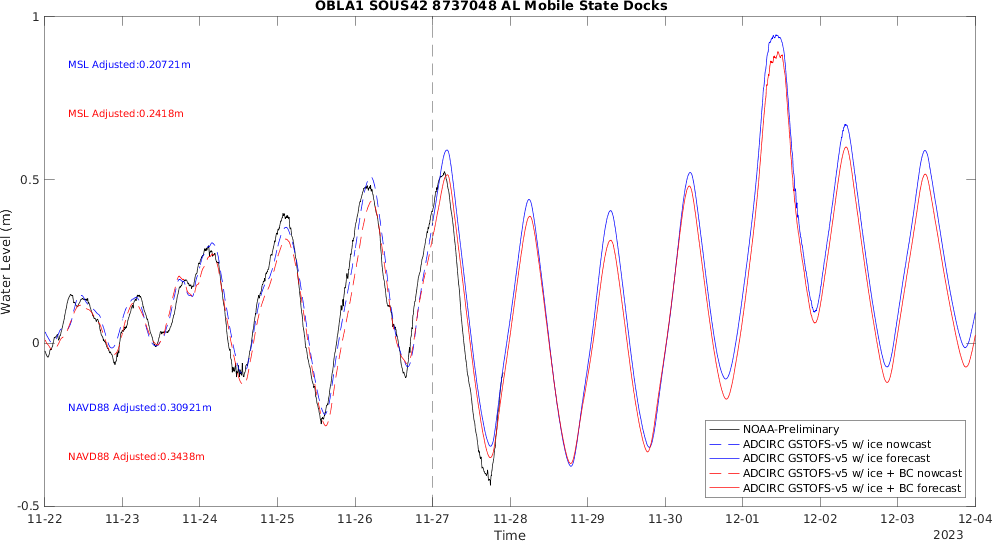 OBLA1 SOUS42 8737048 AL Mobile State Docks
1
MSL Adjusted:0.20721m
MSL Adjusted:0.2418m
0.5
Water Level (m)
0
NAVD88 Adjusted:0.30921m
NAVD88 Adjusted:0.3438m
NOAA-Preliminary
ADCIRC GSTOFS-v5 w/ ice nowcast
ADCIRC GSTOFS-v5 w/ ice forecast
ADCIRC GSTOFS-v5 w/ ice + BC nowcast
ADCIRC GSTOFS-v5 w/ ice + BC forecast
-0.5
11-22 11-23 11-24 11-25 11-26 11-27 11-28 11-29 11-30 12-01 12-02 12-03 12-04
Time
2023